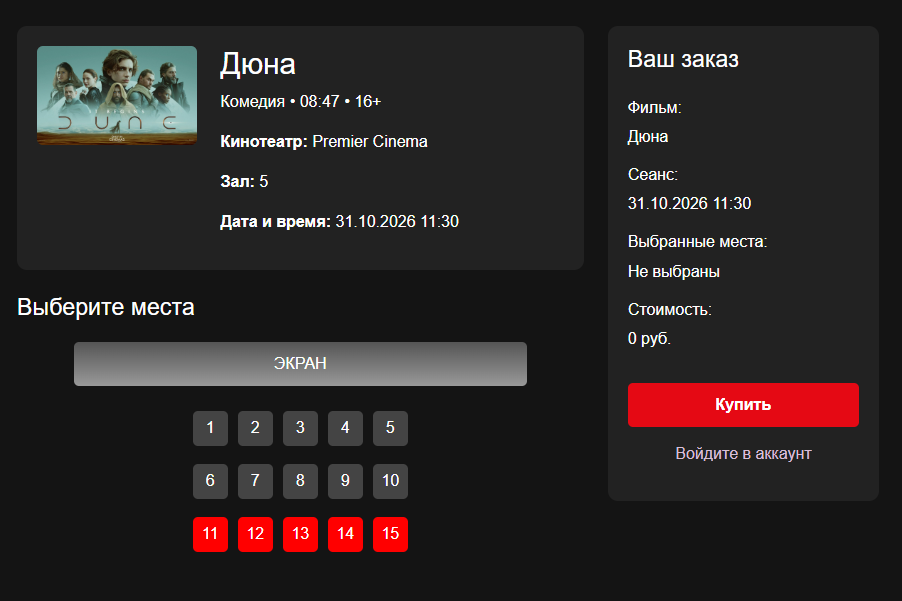 DUNC
Дюна
Комедия • 08:47 • 16+
Кинотеатр: Premier Cinema
Зал: 5
Дата и время: 31.10.2026 11:30
Выберите места
ЭКРАН
1 2 3 4 5
6 7 8 9 10
11 12 13 14 15
Ваш заказ
Фильм:
Дюна
Сеанс:
31.10.2026 11:30
Выбранные места:
Не выбраны
Стоимость:
0 руб.
Купить
Войдите в аккаунт